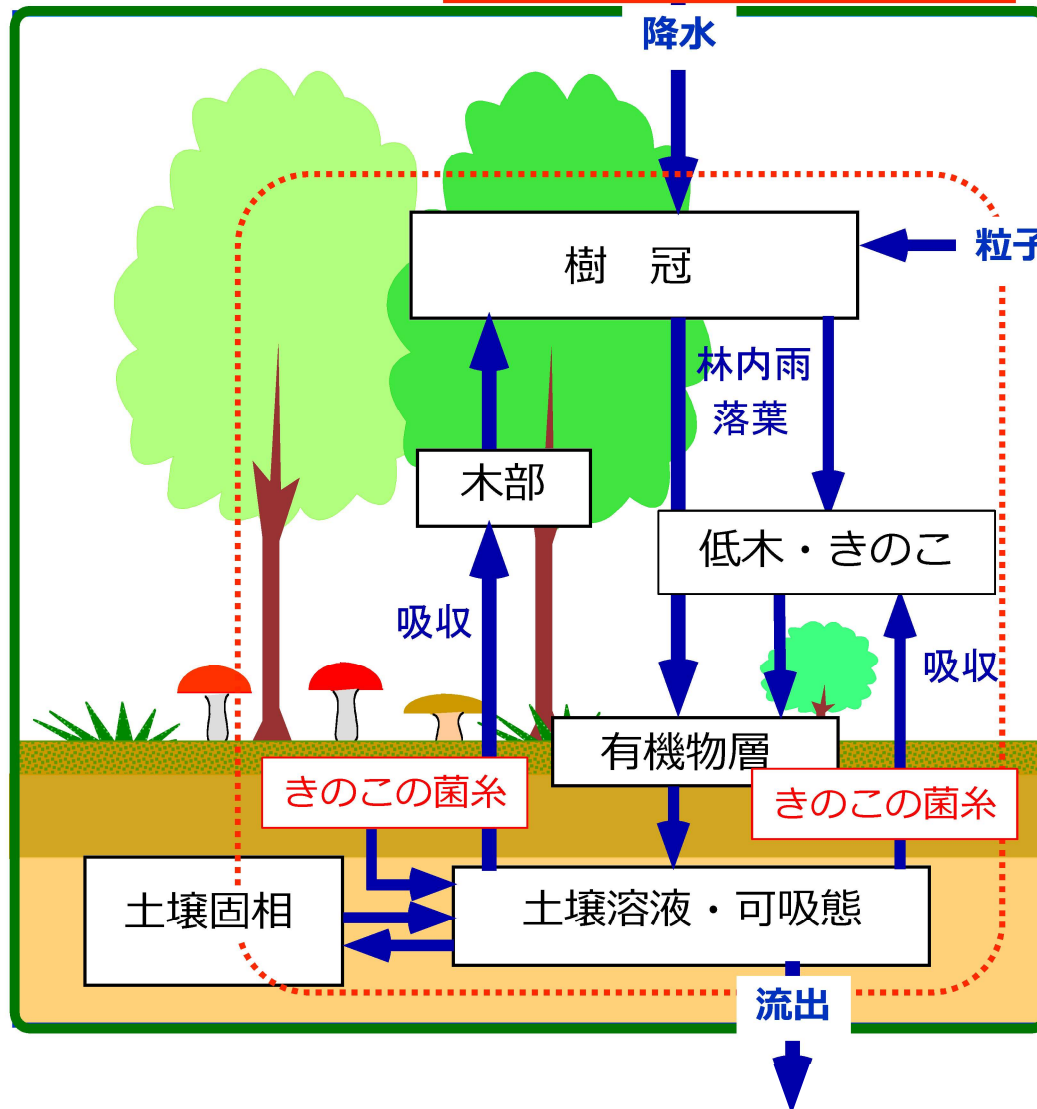 降水
樹　冠
粒子
林内雨
落葉
木部
低木・きのこ
吸収
吸収
有機物層
きのこの菌糸
きのこの菌糸
土壌固相
土壌溶液・可吸態
流出